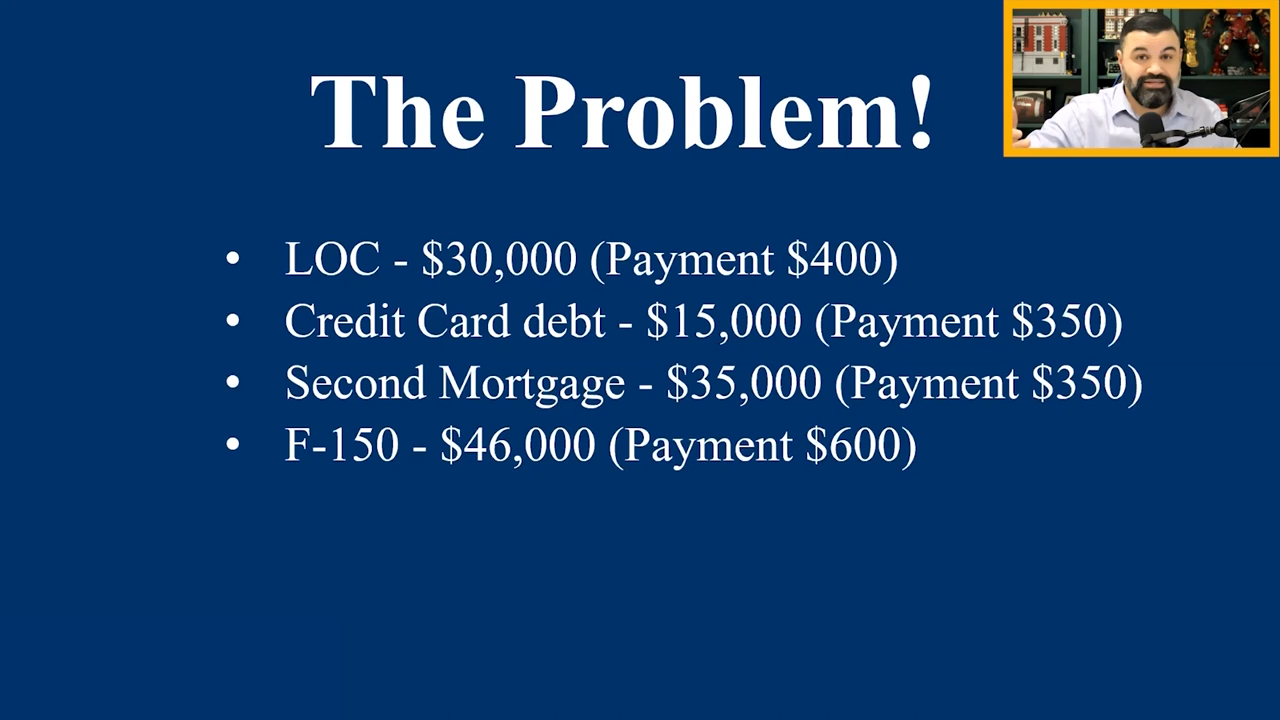 The Problem!
• LOC - $30,000 (Payment $400)
• Credit Card debt - $15,000 (Payment $350)
• Second Mortgage - $35,000 (Payment $350)
• F-150 - $46,000 (Payment $600)